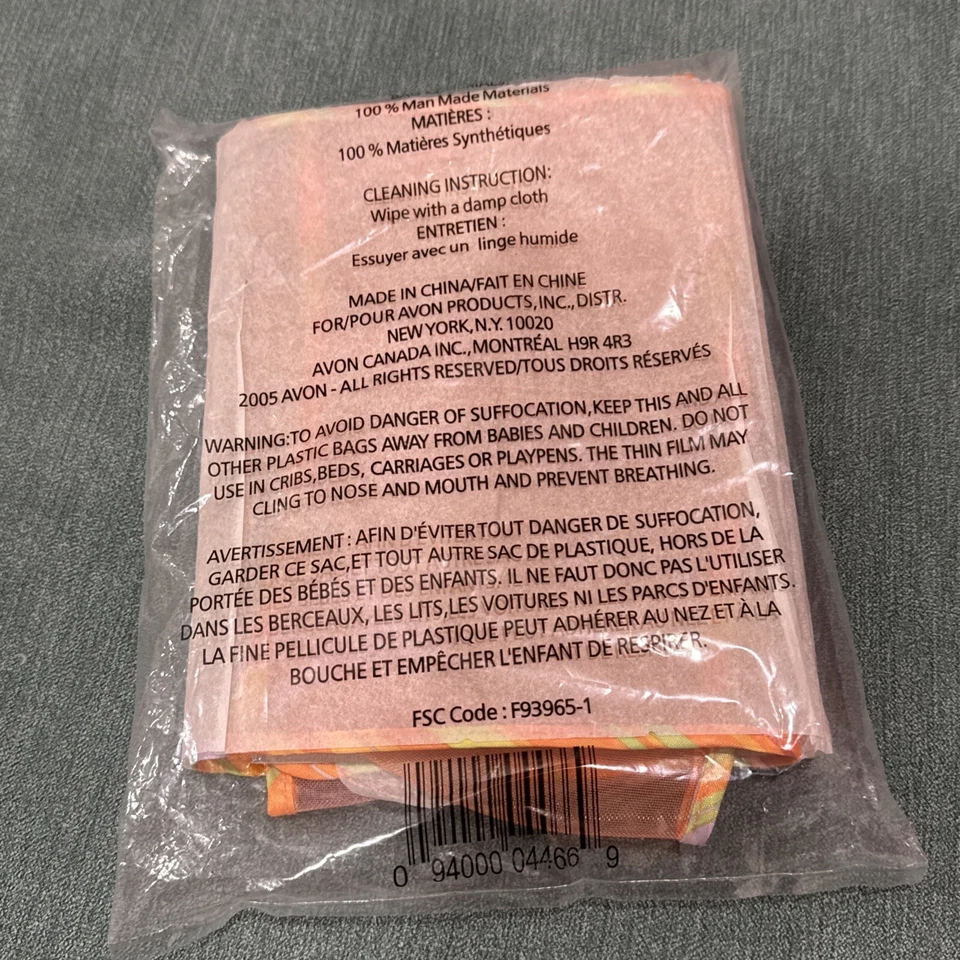 100 % Man Made Materials
MATIÈRES :
100 % Matières Synthétiques
CLEANING INSTRUCTION:
Wipe with a damp cloth
ENTRETIEN :
Essuyer avec un linge humide
MADE IN CHINA/FAIT EN CHINE
FOR/POUR AVON PRODUCTS,INC.,DISTR.
NEW YORK,N.Y. 10020
AVON CANADA INC.,MONTRÉAL H9R 4R3
2005 AVON - ALL RIGHTS RESERVED/TOUS DROITS RÉSERVÉS
WARNING:TO AVOID DANGER OF SUFFOCATION,KEEP THIS AND ALL
OTHER PLASTIC BAGS AWAY FROM BABIES AND CHILDREN. DO NOT
USE IN CRIBS,BEDS, CARRIAGES OR PLAYPENS. THE THIN FILM MAY
CLING TO NOSE AND MOUTH AND PREVENT BREATHING.
AVERTISSEMENT : AFIN D'ÉVITER TOUT DANGER DE SUFFOCATION,
GARDER CE SAC,ET TOUT AUTRE SAC DE PLASTIQUE, HORS DE LA
PORTÉE DES BÉBÉS ET DES ENFANTS. IL NE FAUT DONC PAS L'UTILISER
DANS LES BERCEAUX, LES LITS,LES VOITURES NI LES PARCS D'ENFANTS.
LA FINE PELLICULE DE PLASTIQUE PEUT ADHÉRER AU NEZ ET À LA
BOUCHE ET EMPÊCHER L'ENFANT DE RESPIRER.
FSC Code : F93965-1
0 94000 04466 9